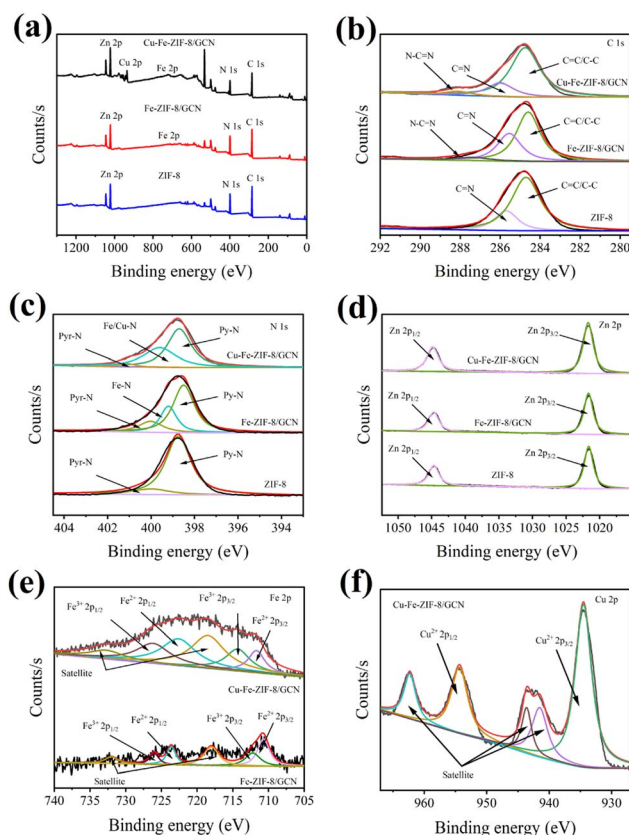 (a)
Zn 2p
Cu-Fe-ZIF-8/GCN
Cu 2p
Fe 2p
N 1s
C 1s
Fe-ZIF-8/GCN
Zn 2p
Fe 2p
N 1s
C 1s
ZIF-8
Zn 2p
N 1s
C 1s
Counts/s
1200 1000 800 600 400 200 0
Binding energy (eV)
(b)
C 1s
N-C=N
C=N
C=C/C-C
Cu-Fe-ZIF-8/GCN
N-C=N
C=N
C=C/C-C
Fe-ZIF-8/GCN
C=N
C=C/C-C
ZIF-8
Counts/s
292 290 288 286 284 282
Binding energy (eV)
(c)
N 1s
Fe/Cu-N
Py-N
Pyr-N
Cu-Fe-ZIF-8/GCN
Fe-N
Pyr-N
Py-N
Fe-ZIF-8/GCN
Pyr-N
Py-N
ZIF-8
Counts/s
404 402 400 398 396 394
Binding energy (eV)
(d)
Zn 2p
Zn 2p1/2
Zn 2p3/2
Cu-Fe-ZIF-8/GCN
Zn 2p1/2
Zn 2p3/2
Fe-ZIF-8/GCN
Zn 2p1/2
Zn 2p3/2
ZIF-8
Counts/s
1050 1045 1040 1035 1030 1025 1020
Binding energy (eV)
(e)
Fe 2p
Fe3+ 2p1/2
Fe2+ 2p1/2
Fe3+ 2p3/2
Fe2+ 2p3/2
Satellite
Cu-Fe-ZIF-8/GCN
Fe3+ 2p1/2
Fe2+ 2p1/2
Fe3+ 2p3/2
Fe2+ 2p3/2
Satellite
Fe-ZIF-8/GCN
Counts/s
740 735 730 725 720 715 710 705
Binding energy (eV)
(f)
Cu-Fe-ZIF-8/GCN
Cu 2p
Cu2+ 2p1/2
Cu2+ 2p3/2
Satellite
Counts/s
960 950 940 930
Binding energy (eV)